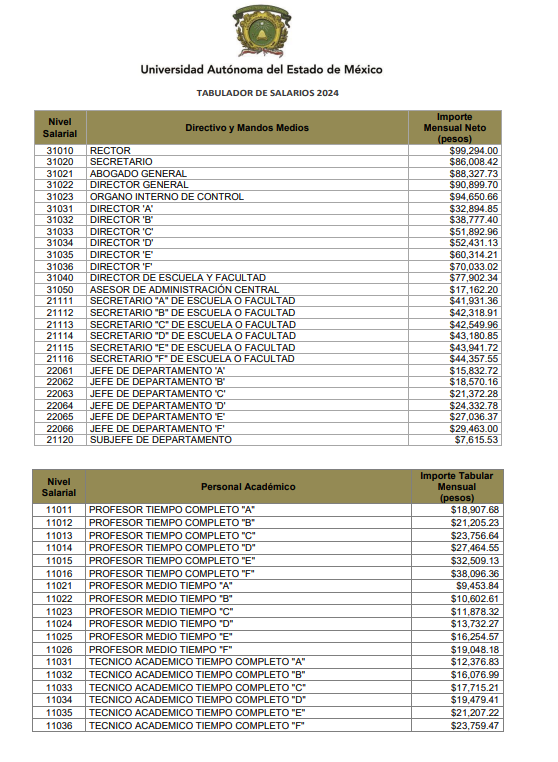 Universidad Autónoma del Estado de México
TABULADOR DE SALARIOS 2024
Nivel Salarial Directivo y Mandos Medios Importe Mensual Neto (pesos)
31010 RECTOR $99,294.00
31020 SECRETARIO $86,008.42
31021 ABOGADO GENERAL $88,327.73
31022 DIRECTOR GENERAL $90,899.70
31023 ORGANO INTERNO DE CONTROL $94,650.66
31031 DIRECTOR 'A' $32,894.85
31032 DIRECTOR 'B' $38,777.40
31033 DIRECTOR 'C' $51,892.96
31034 DIRECTOR 'D' $52,431.13
31035 DIRECTOR 'E' $60,314.21
31036 DIRECTOR 'F' $70,033.02
31040 DIRECTOR DE ESCUELA Y FACULTAD $77,902.34
31050 ASESOR DE ADMINISTRACIÓN CENTRAL $17,162.20
21111 SECRETARIO "A" DE ESCUELA O FACULTAD $41,931.36
21112 SECRETARIO "B" DE ESCUELA O FACULTAD $42,318.91
21113 SECRETARIO "C" DE ESCUELA O FACULTAD $42,549.96
21114 SECRETARIO "D" DE ESCUELA O FACULTAD $43,180.85
21115 SECRETARIO "E" DE ESCUELA O FACULTAD $43,941.72
21116 SECRETARIO "F" DE ESCUELA O FACULTAD $44,357.55
22061 JEFE DE DEPARTAMENTO 'A' $15,832.72
22062 JEFE DE DEPARTAMENTO 'B' $18,570.16
22063 JEFE DE DEPARTAMENTO 'C' $21,372.28
22064 JEFE DE DEPARTAMENTO 'D' $24,332.78
22065 JEFE DE DEPARTAMENTO 'E' $27,036.37
22066 JEFE DE DEPARTAMENTO 'F' $29,463.00
21120 SUBJEFE DE DEPARTAMENTO $7,615.53
Nivel Salarial Personal Académico Importe Tabular Mensual (pesos)
11011 PROFESOR TIEMPO COMPLETO "A" $18,907.68
11012 PROFESOR TIEMPO COMPLETO "B" $21,205.23
11013 PROFESOR TIEMPO COMPLETO "C" $23,756.64
11014 PROFESOR TIEMPO COMPLETO "D" $27,464.55
11015 PROFESOR TIEMPO COMPLETO "E" $32,509.13
11016 PROFESOR TIEMPO COMPLETO "F" $38,096.36
11021 PROFESOR MEDIO TIEMPO "A" $9,453.84
11022 PROFESOR MEDIO TIEMPO "B" $10,602.61
11023 PROFESOR MEDIO TIEMPO "C" $11,878.32
11024 PROFESOR MEDIO TIEMPO "D" $13,732.27
11025 PROFESOR MEDIO TIEMPO "E" $16,254.57
11026 PROFESOR MEDIO TIEMPO "F" $19,048.18
11031 TECNICO ACADEMICO TIEMPO COMPLETO "A" $12,376.83
11032 TECNICO ACADEMICO TIEMPO COMPLETO "B" $16,076.99
11033 TECNICO ACADEMICO TIEMPO COMPLETO "C" $17,715.21
11034 TECNICO ACADEMICO TIEMPO COMPLETO "D" $19,479.41
11035 TECNICO ACADEMICO TIEMPO COMPLETO "E" $21,207.22
11036 TECNICO ACADEMICO TIEMPO COMPLETO "F" $23,759.47